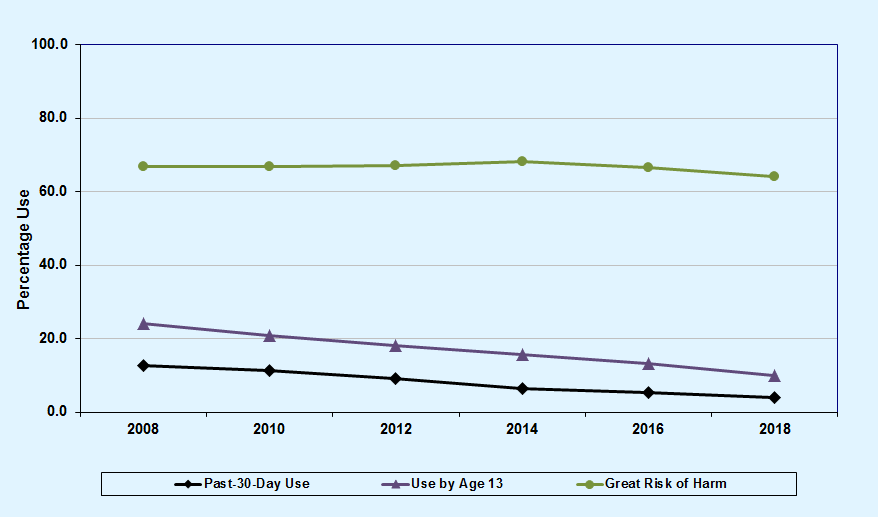 100.0
80.0
60.0
40.0
20.0
0.0
Percentage Use
2008 2010 2012 2014 2016 2018
Past-30-Day Use Use by Age 13 Great Risk of Harm